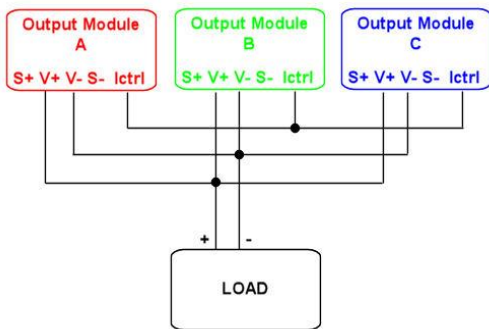 Output Module
A
S+ V+ V- S- Ictrl
Output Module
B
S+ V+ V- S- Ictrl
Output Module
C
S+ V+ V- S- Ictrl
+ -
LOAD